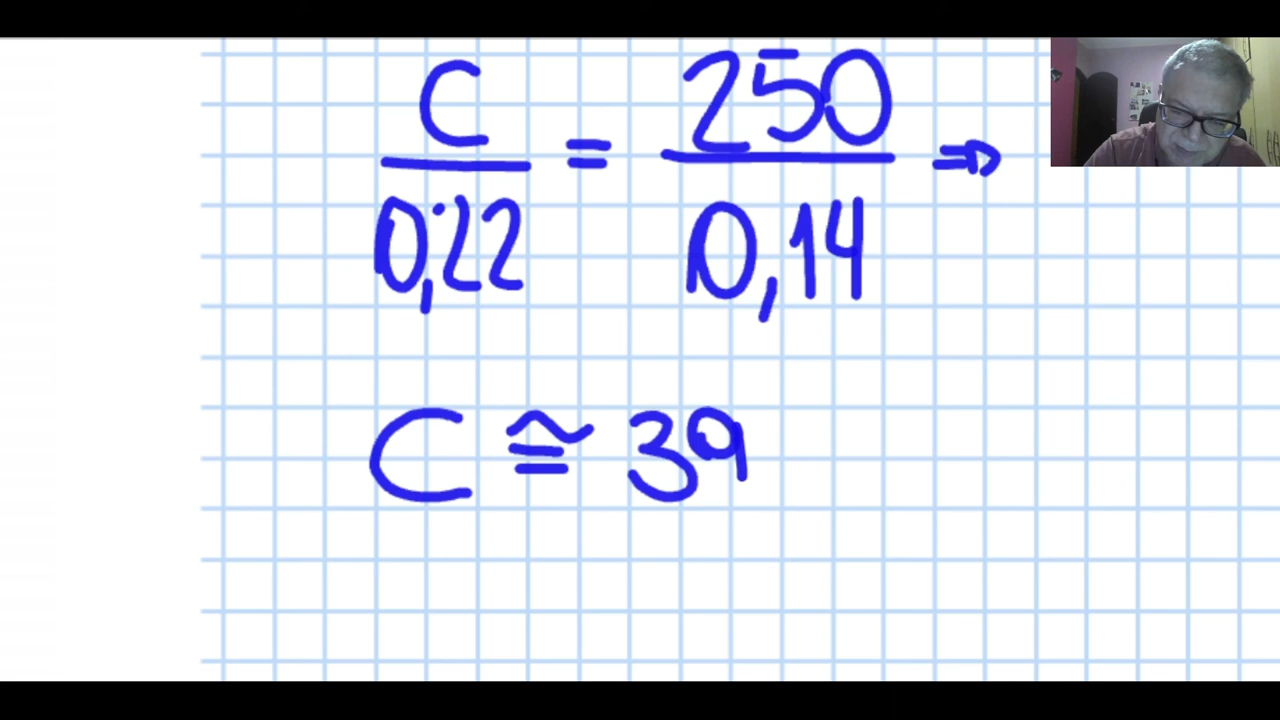 C/0,22 = 250/0,14 ⇒
C ≅ 39